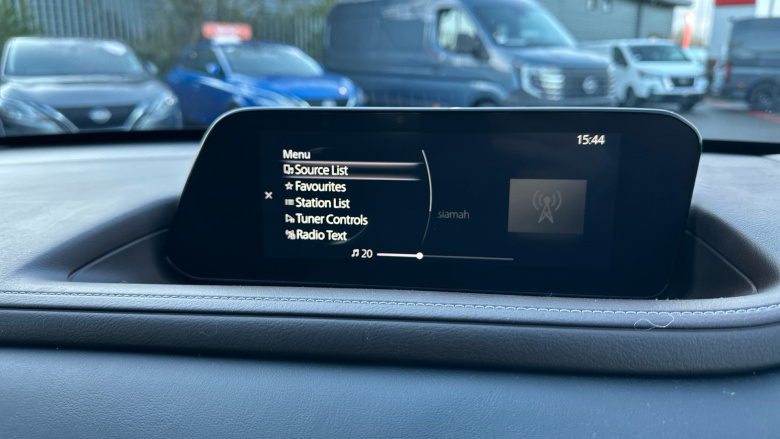 15:44
Menu
Source List
Favourites
Station List
Tuner Controls
Radio Text
siamah
20